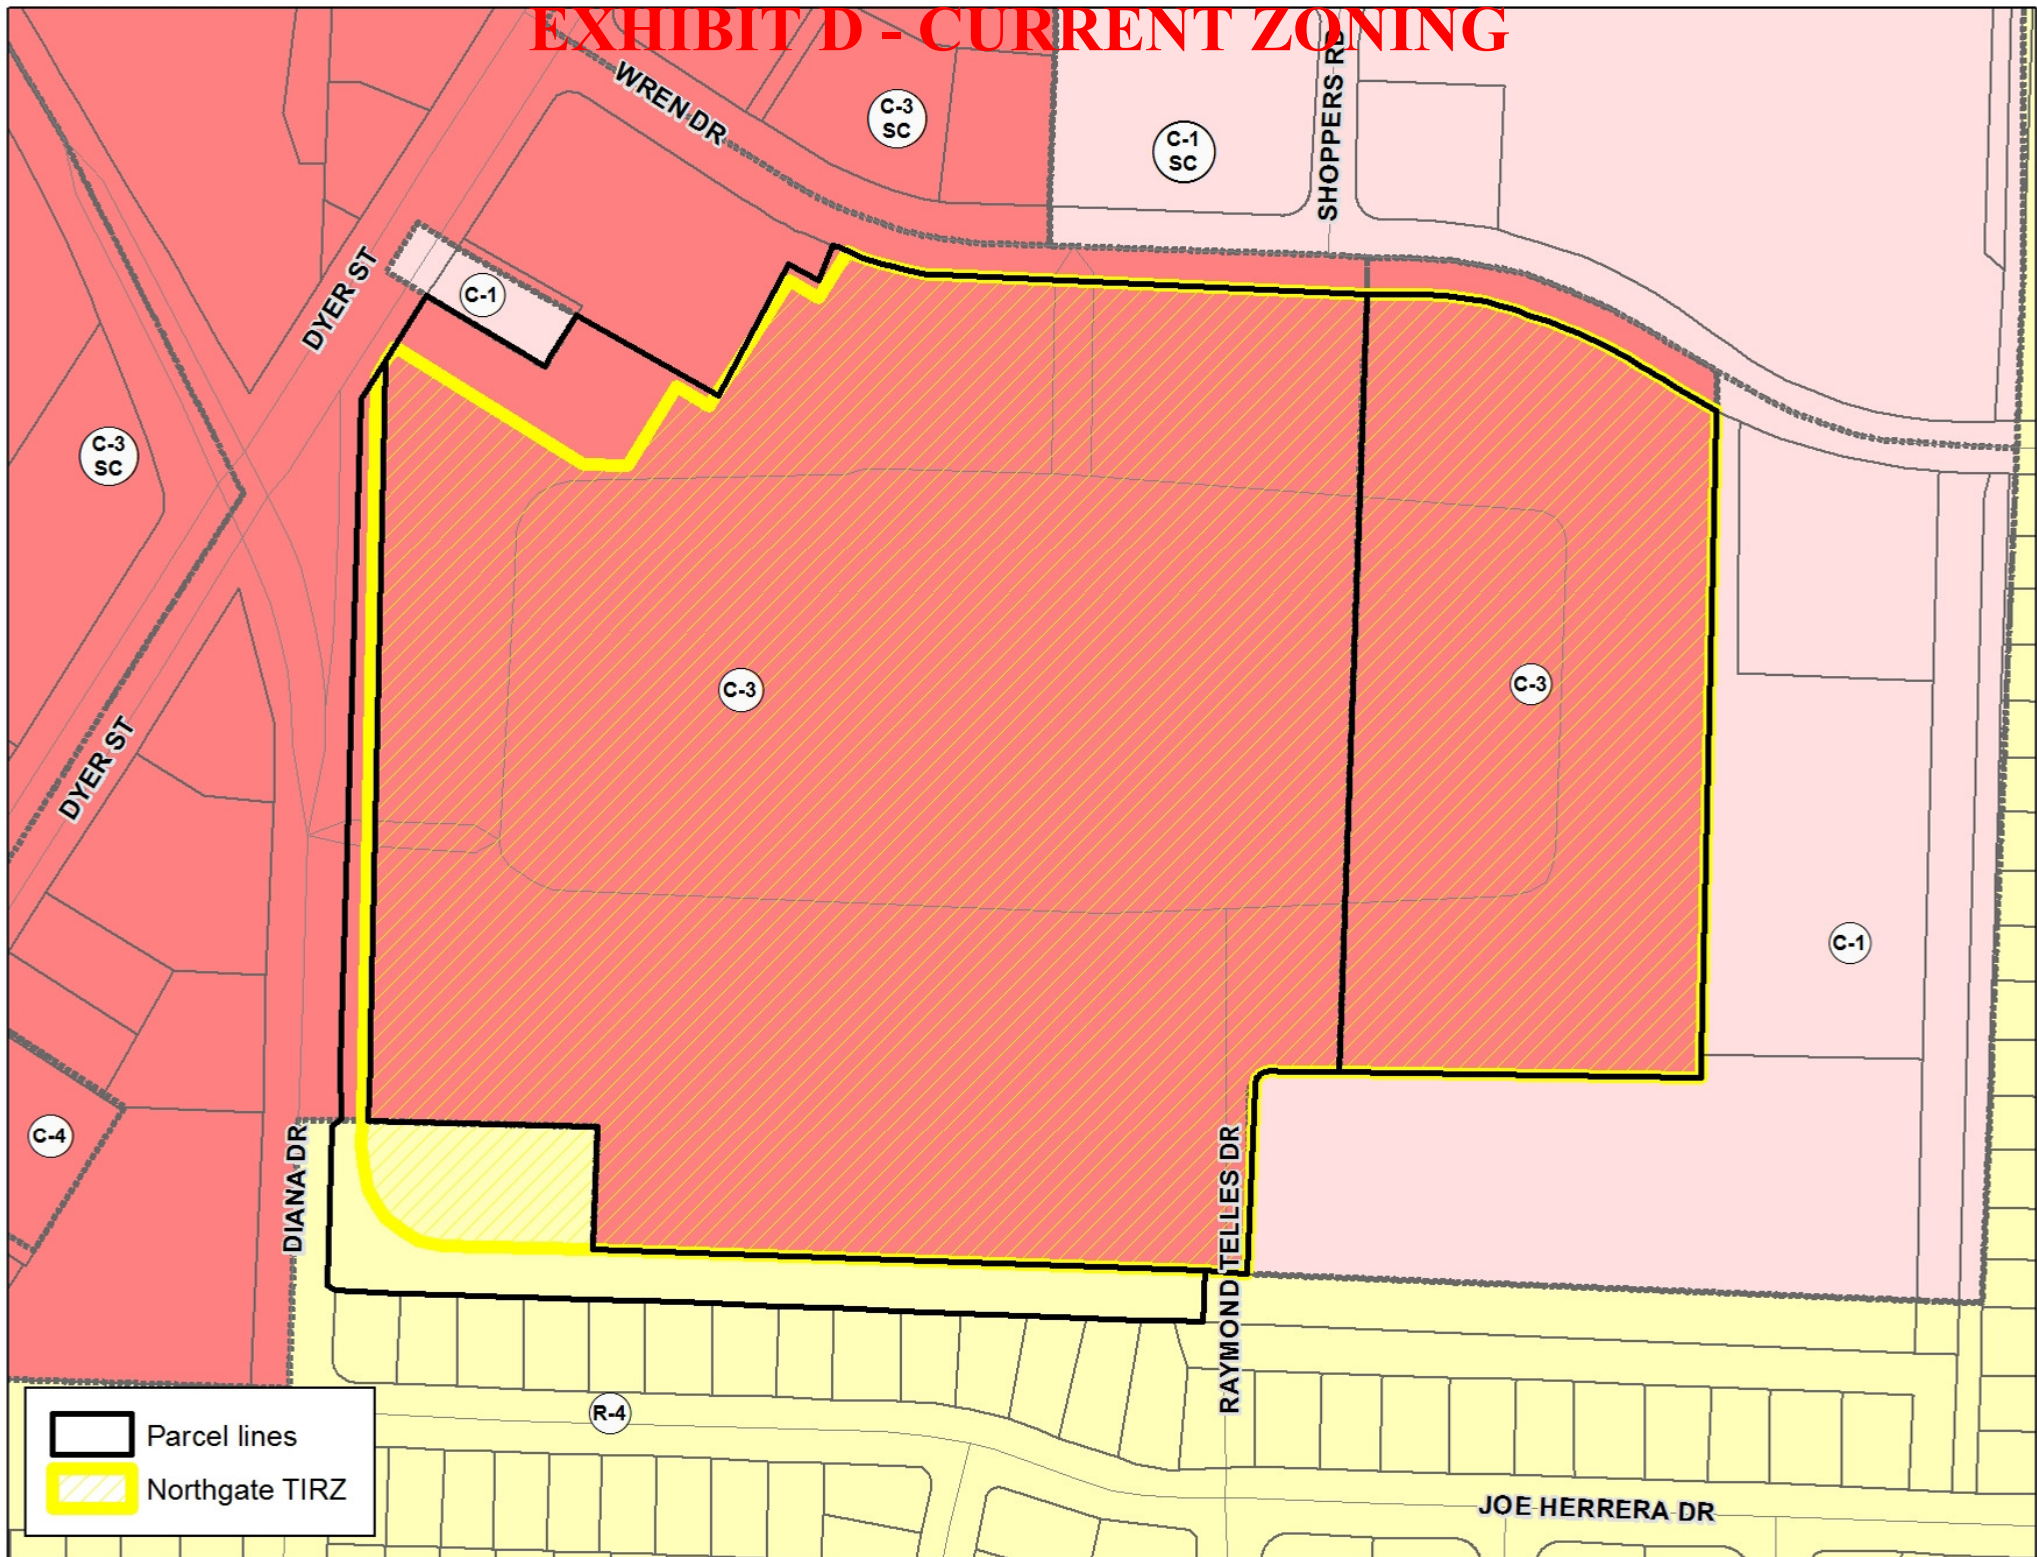 EXHIBIT D - CURRENT ZONING
WREN DR
C-3
SC
C-1
SC
SHOPPERS RD
DYER ST
C-1
C-3
SC
C-3
C-3
DYER ST
C-1
C-4
DIANA DR
RAYMOND TELLES DR
R-4
Parcel lines
Northgate TIRZ
JOE HERRERA DR